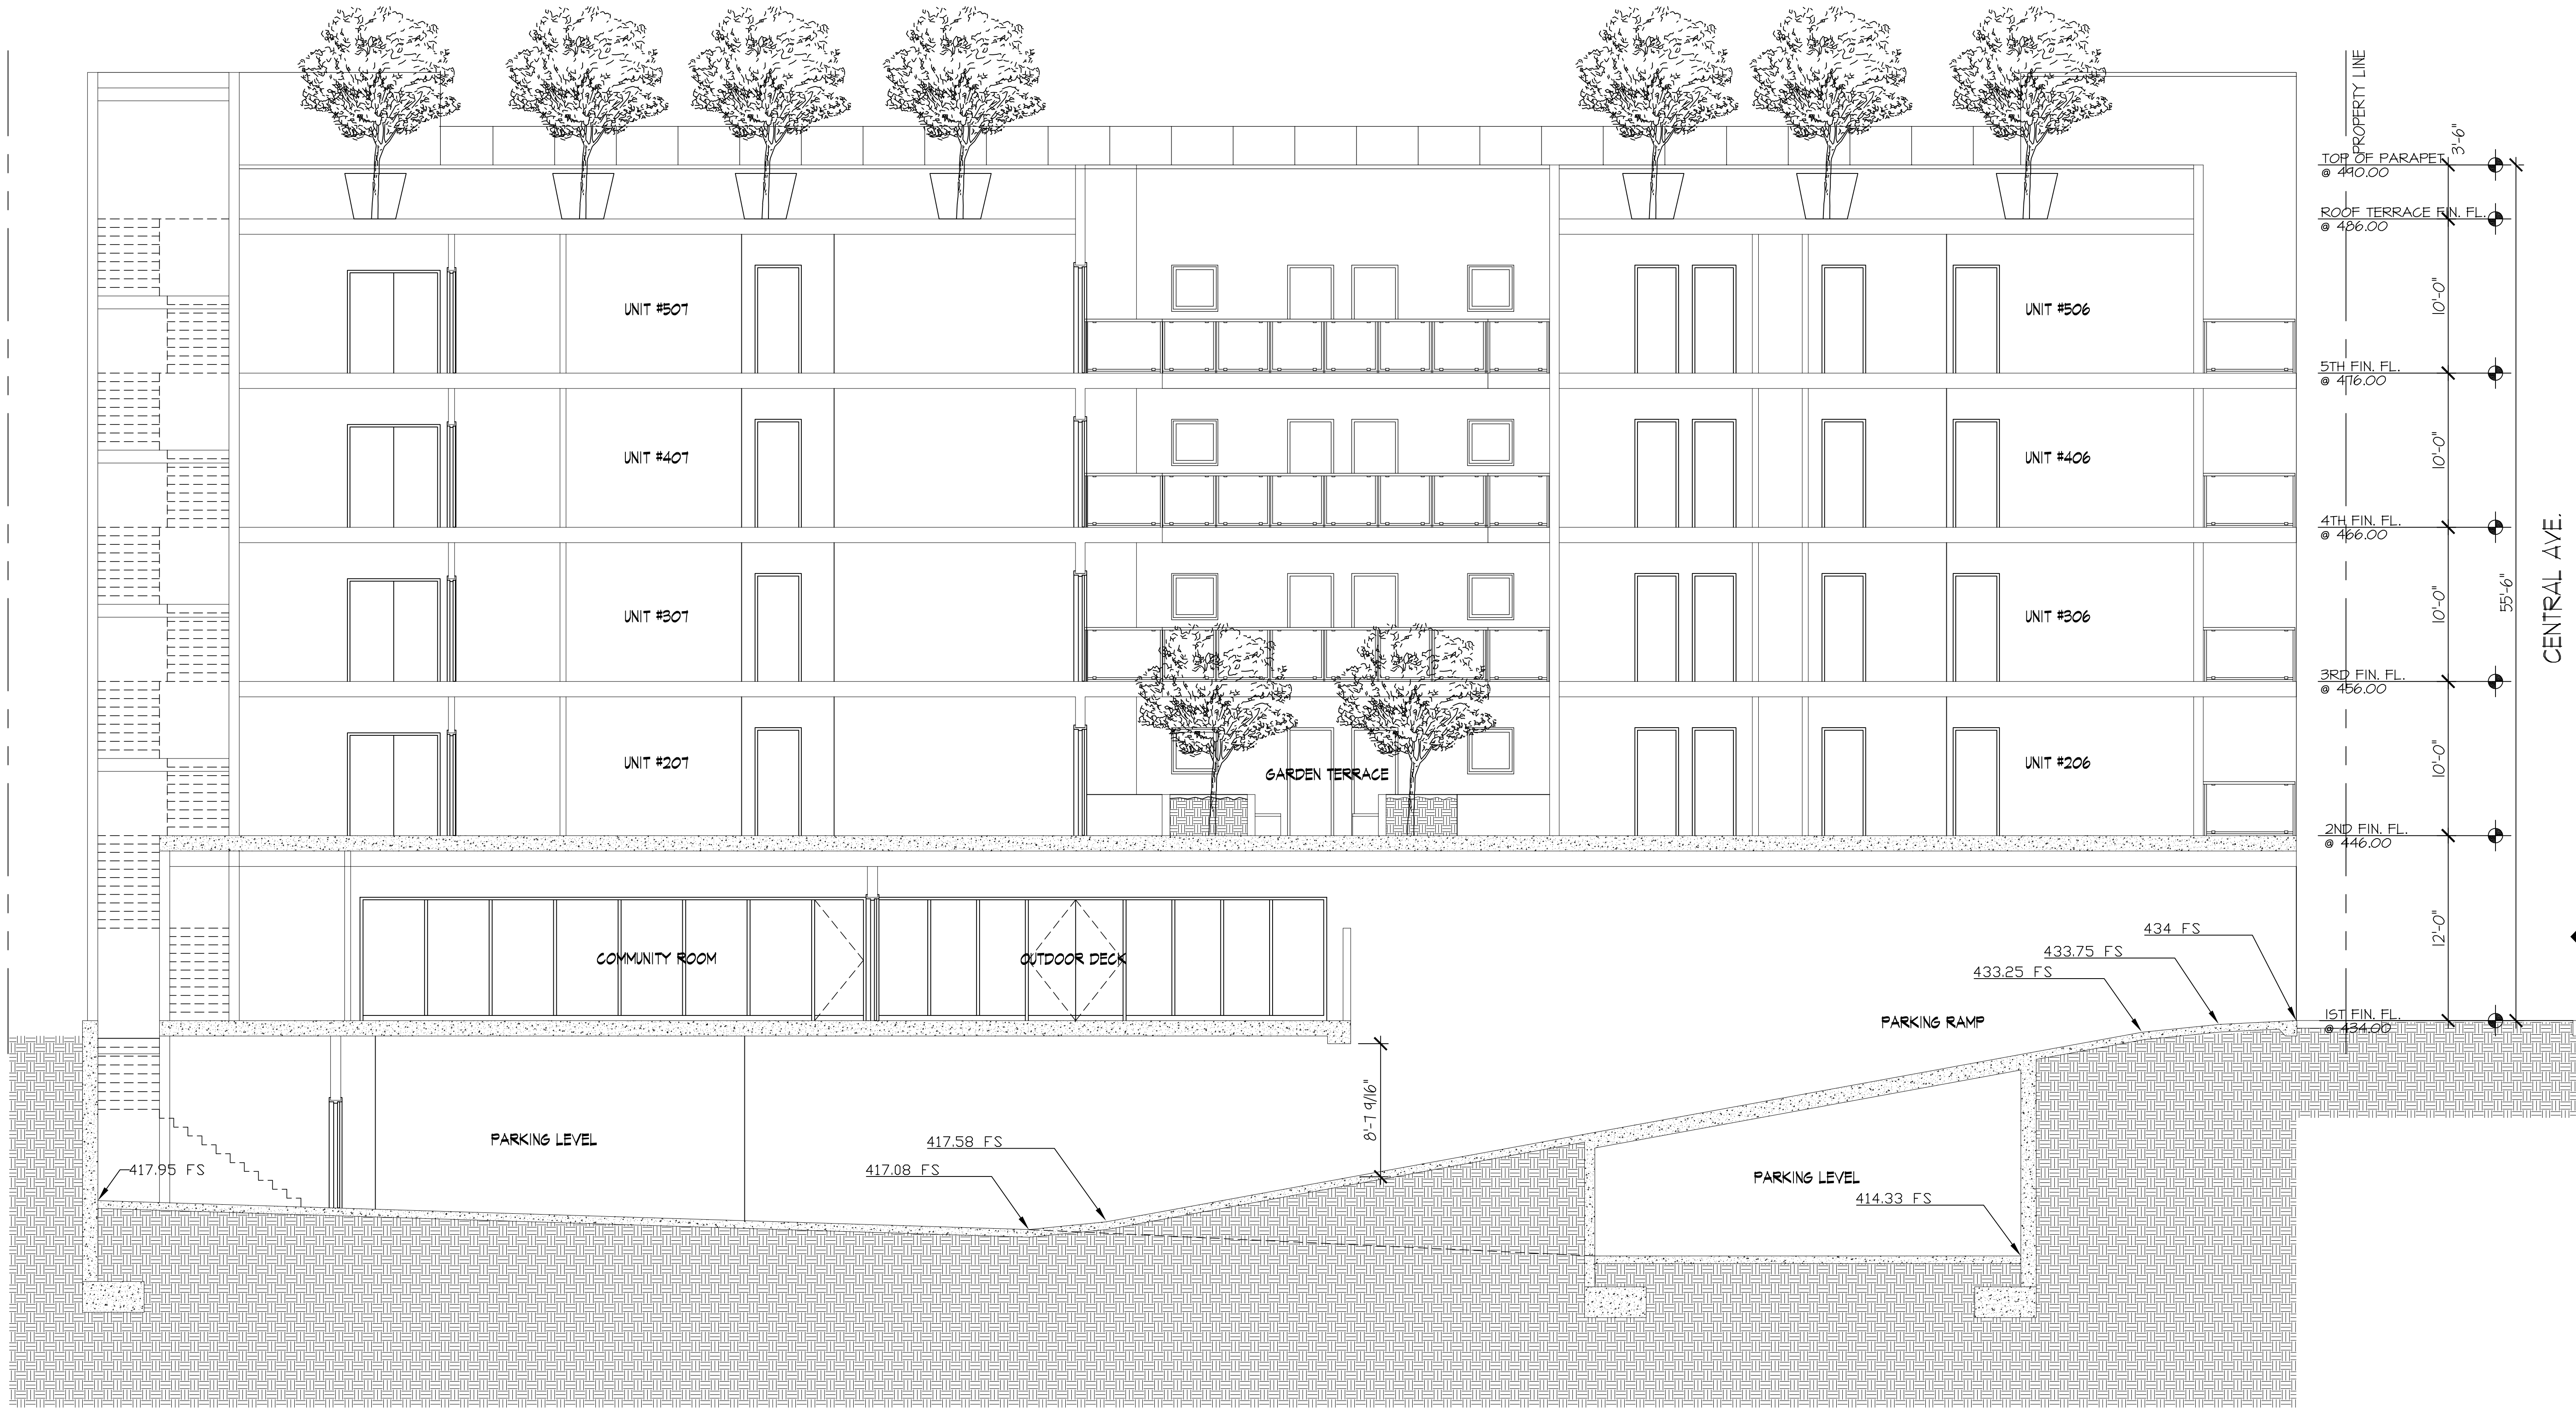 PROPERTY LINE
3'-6"
TOP OF PARAPET
@ 490.00
ROOF TERRACE FIN. FL.
@ 486.00
10'-0"
UNIT #507
UNIT #506
5TH FIN. FL.
@ 476.00
10'-0"
UNIT #407
UNIT #406
4TH FIN. FL.
@ 466.00
CENTRAL AVE.
55'-6"
10'-0"
UNIT #307
UNIT #306
3RD FIN. FL.
@ 456.00
10'-0"
UNIT #207
GARDEN TERRACE
UNIT #206
2ND FIN. FL.
@ 446.00
12'-0"
434 FS
433.75 FS
433.25 FS
COMMUNITY ROOM
OUTDOOR DECK
PARKING RAMP
1ST FIN. FL.
@ 434.00
8'-7 9/16"
PARKING LEVEL
417.58 FS
417.95 FS
417.08 FS
PARKING LEVEL
414.33 FS